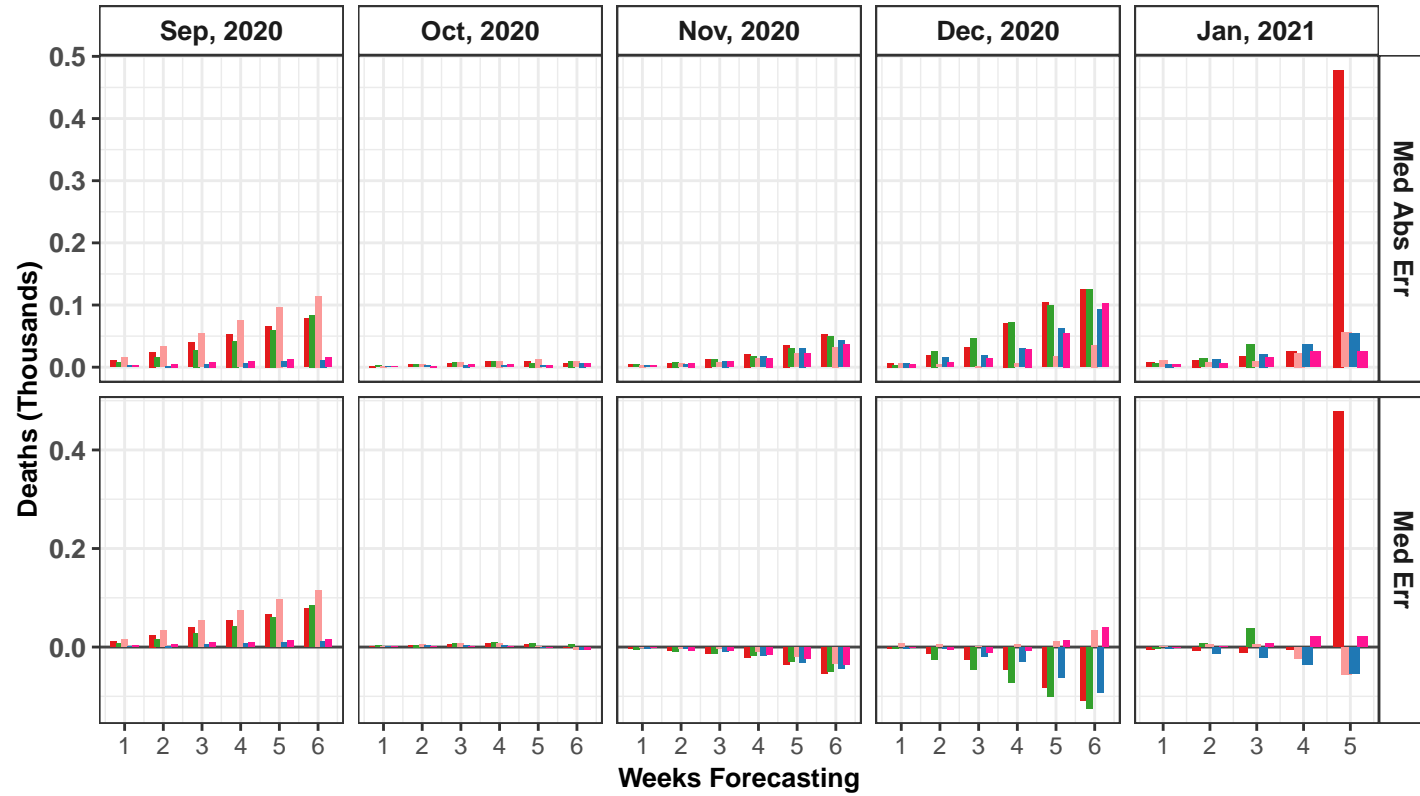 Sep, 2020 Oct, 2020 Nov, 2020 Dec, 2020 Jan, 2021
0.5
0.4
0.3
0.2
0.1
0.0
Med Abs Err
Deaths (Thousands)
0.4
0.2
0.0
Med Err
1 2 3 4 5 6 1 2 3 4 5 6 1 2 3 4 5 6 1 2 3 4 5 6 1 2 3 4 5
Weeks Forecasting